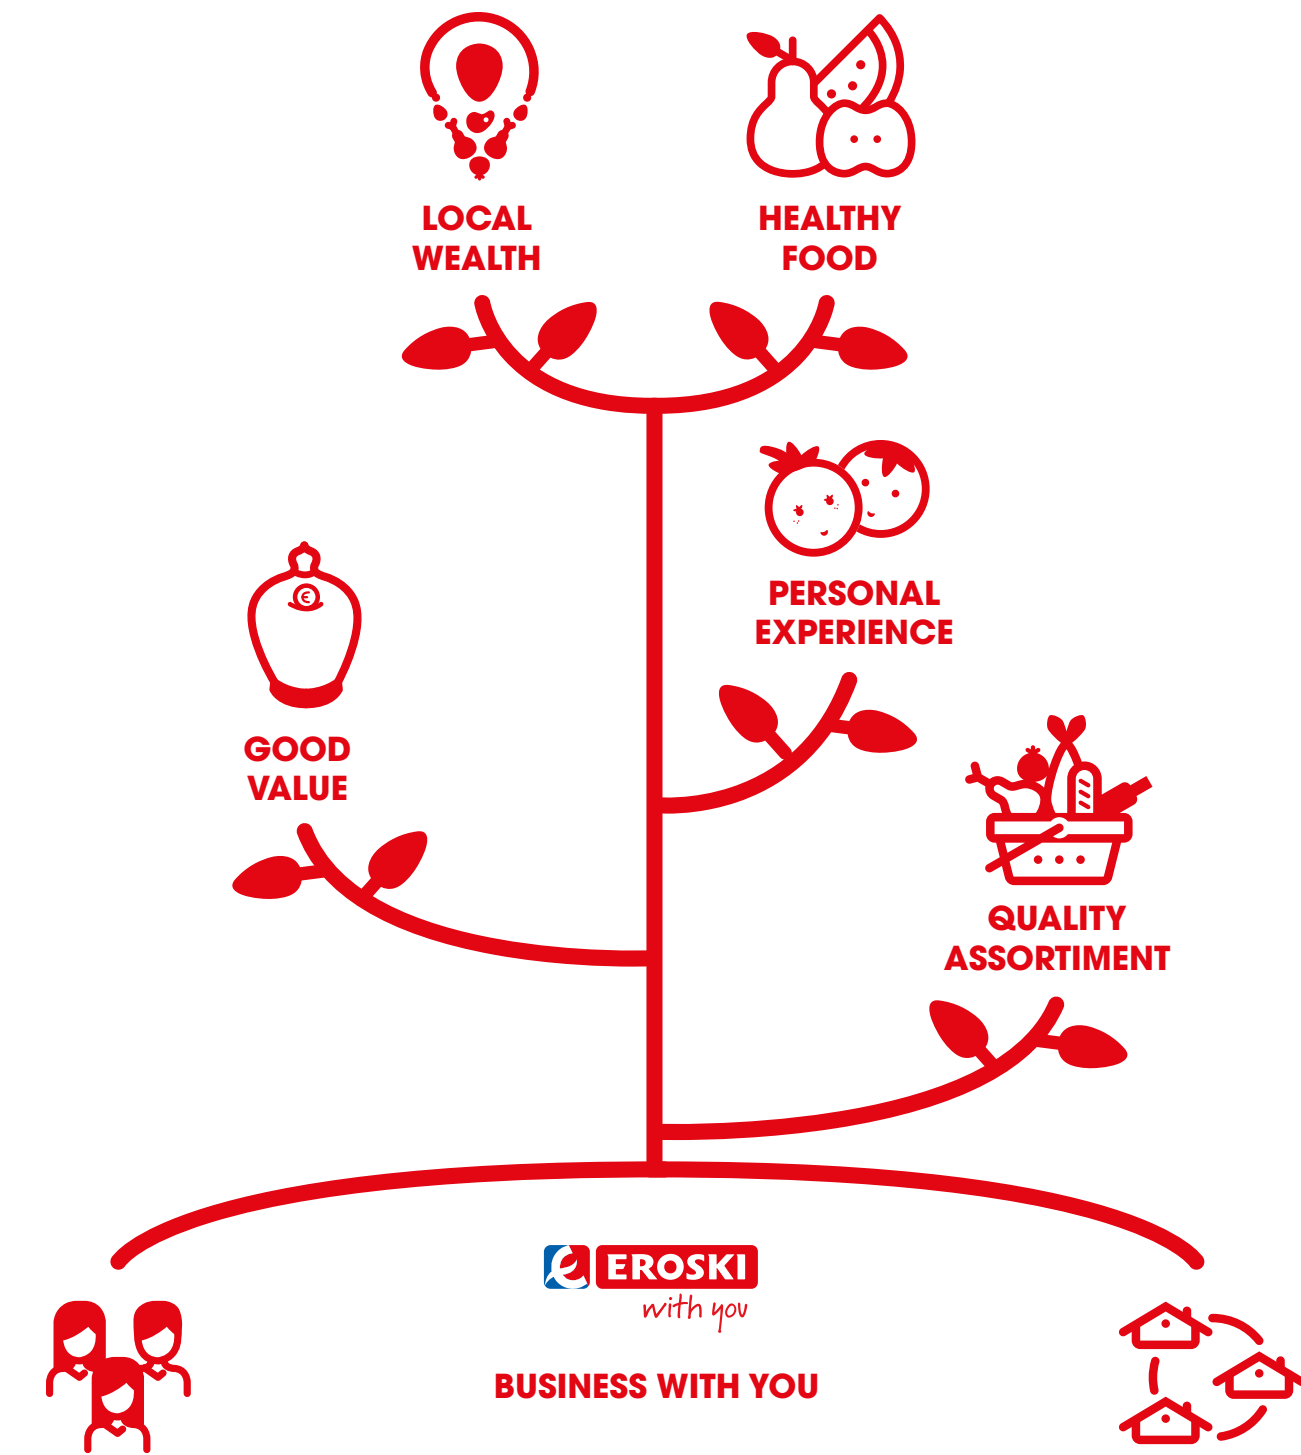 LOCAL
WEALTH
HEALTHY
FOOD
PERSONAL
EXPERIENCE
GOOD
VALUE
€
QUALITY
ASSORTIMENT
EROSKI
with you
BUSINESS WITH YOU